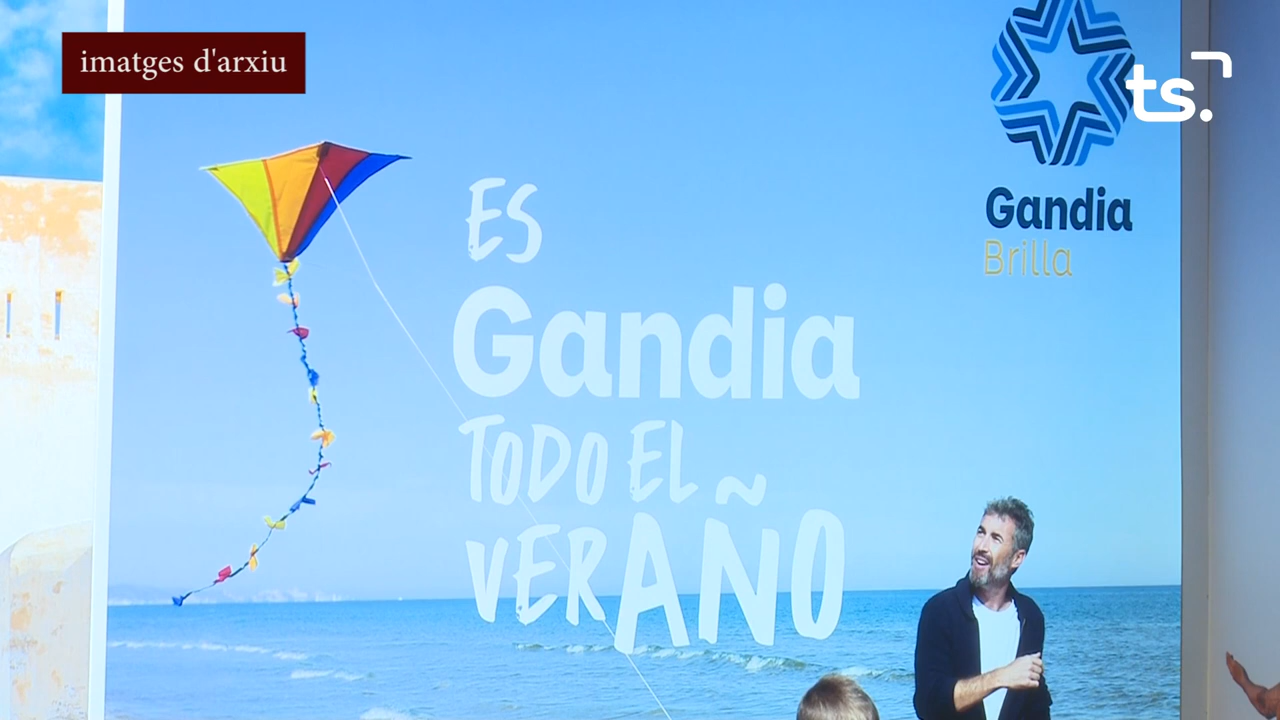 imatges d'arxiu
ts.
Gandia
Brilla
ES
Gandia
TODO EL
VERAÑO